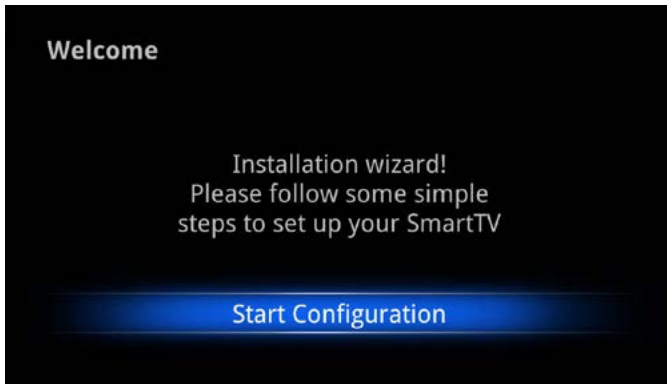 Welcome
Installation wizard!
Please follow some simple
steps to set up your SmartTV
Start Configuration